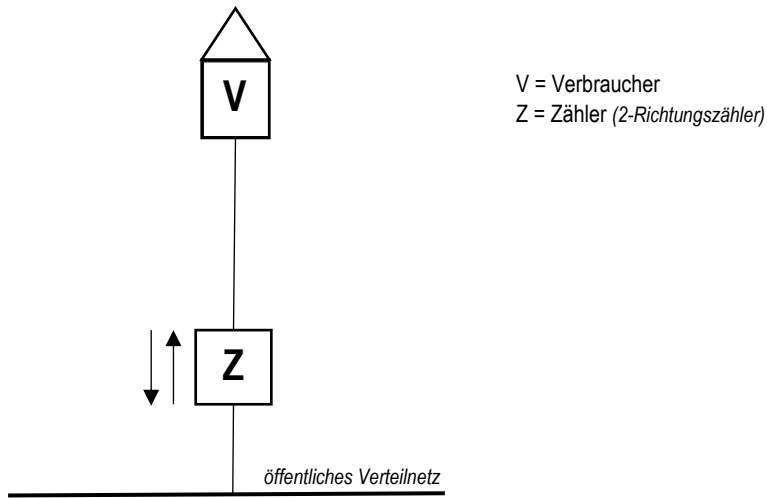 V
V = Verbraucher
Z = Zähler (2-Richtungszähler)
Z
öffentliches Verteilnetz